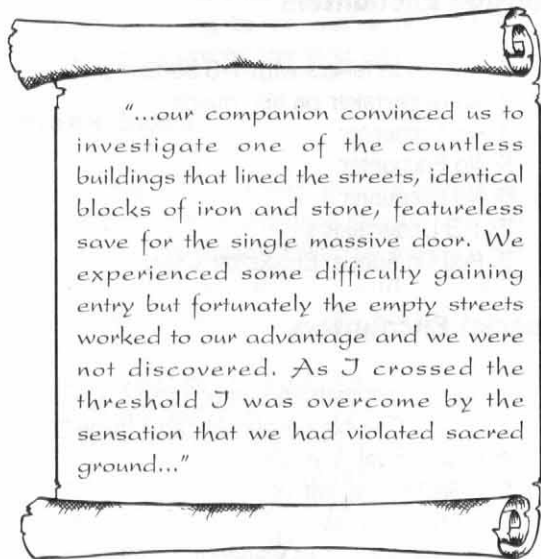 "...our companion convinced us to
investigate one of the countless
buildings that lined the streets, identical
blocks of iron and stone, featureless
save for the single massive door. We
experienced some difficulty gaining
entry but fortunately the empty streets
worked to our advantage and we were
not discovered. As I crossed the
threshold I was overcome by the
sensation that we had violated sacred
ground..."